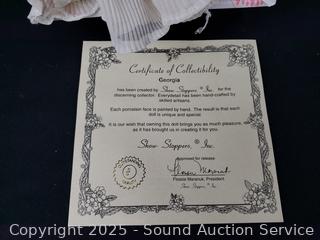 Certificate of Collectibility
Georgia
has been created by Show Stoppers, ® Inc. for the
discerning collector. Every detail has been hand-crafted by
skilled artisans.
Each porcelain face is painted by hand. The result is that each
doll is unique and special.
It is our wish that owning this doll brings you as much pleasure,
as it has brought us in creating it for you.
Show Stoppers, ® Inc.
Approved for release
Flossie Maranuk, President
Show Stoppers, ® Inc.
Copyright 2025 - Sound Auction Service